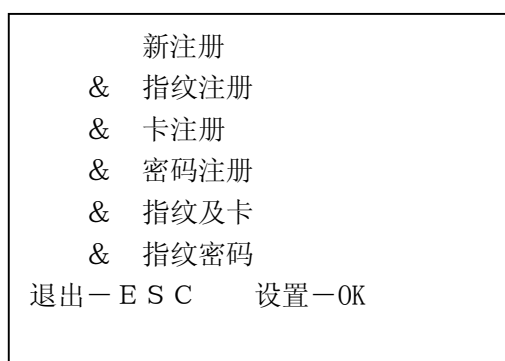 新注册
＆ 指纹注册
＆ 卡注册
＆ 密码注册
＆ 指纹及卡
＆ 指纹密码
退出－ＥＳＣ 设置－OK